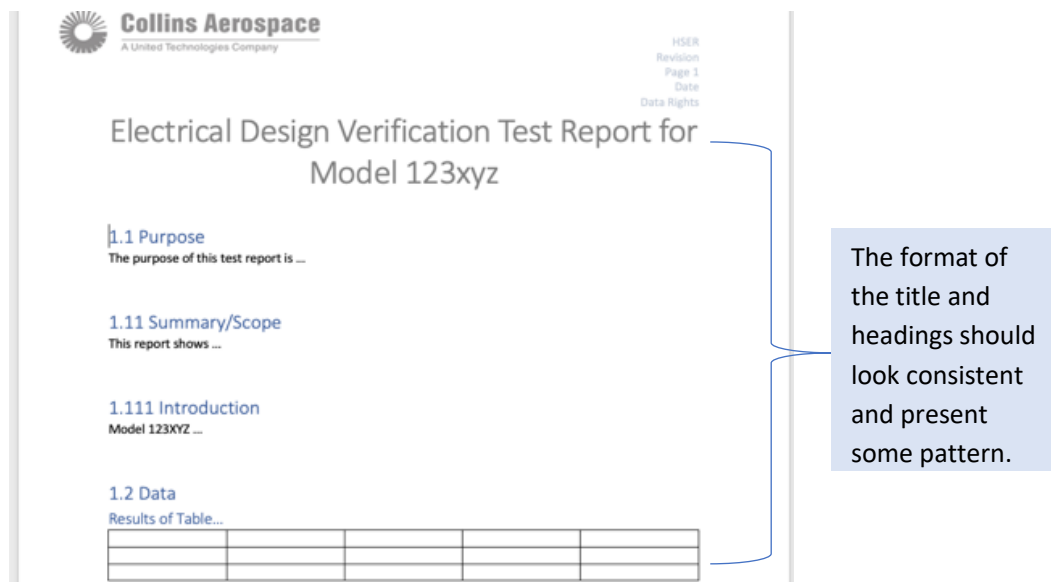 Collins Aerospace
A United Technologies Company
HSER
Revision
Page 1
Date
Data Rights
Electrical Design Verification Test Report for
Model 123xyz
1.1 Purpose
The purpose of this test report is ...
1.11 Summary/Scope
This report shows ...
1.111 Introduction
Model 123XYZ ...
1.2 Data
Results of Table...
The format of
the title and
headings should
look consistent
and present
some pattern.